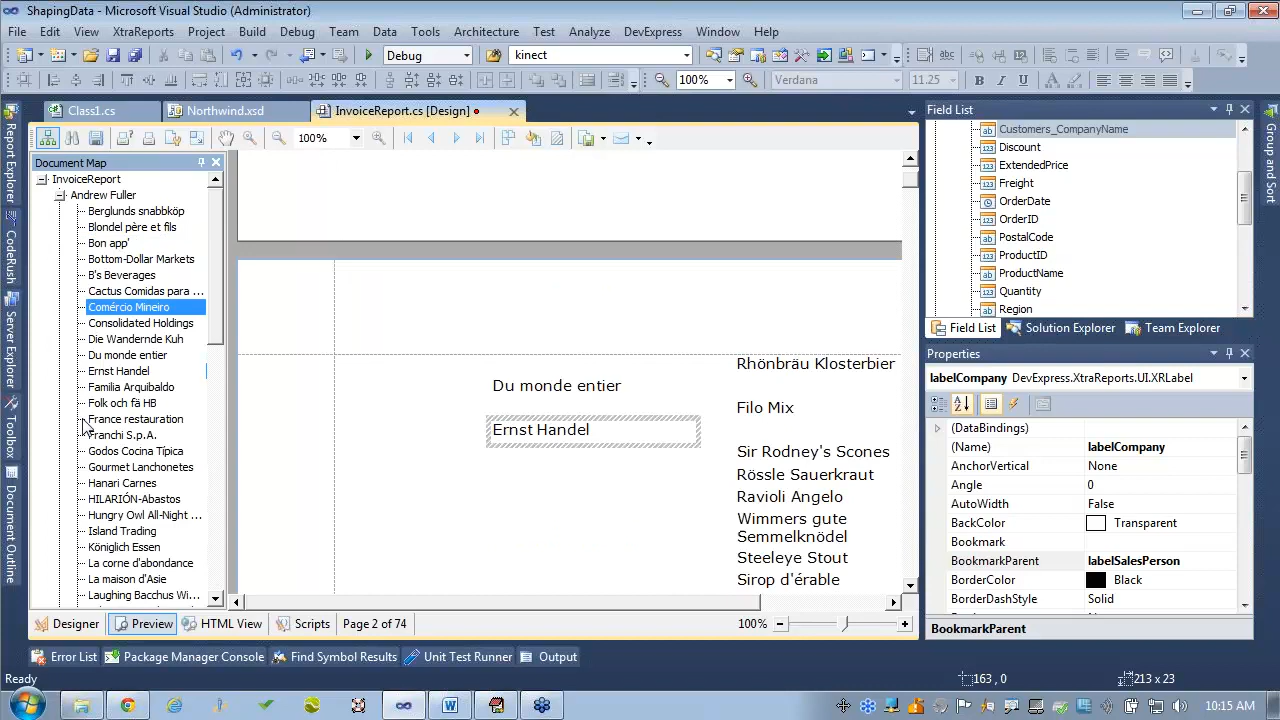 ShapingData - Microsoft Visual Studio (Administrator)
File Edit View XtraReports Project Build Debug Team Data Tools Architecture Test Analyze DevExpress Window Help
Debug kinect
100% Verdana 11.25 B I U A
Class1.cs Northwind.xsd InvoiceReport.cs [Design]
100%
Document Map
InvoiceReport
Andrew Fuller
Berglunds snabbköp
Blondel père et fils
Bon app'
Bottom-Dollar Markets
B's Beverages
Cactus Comidas para ...
Comércio Mineiro
Consolidated Holdings
Die Wandernde Kuh
Du monde entier
Ernst Handel
Familia Arquibaldo
Folk och fä HB
France restauration
Franchi S.p.A.
Godos Cocina Típica
Gourmet Lanchonetes
Hanari Carnes
HILARIÓN-Abastos
Hungry Owl All-Night ...
Island Trading
Königlich Essen
La corne d'abondance
La maison d'Asie
Laughing Bacchus Wi...
Report Explorer
CodeRush
Server Explorer
Toolbox
Document Outline
Du monde entier
Ernst Handel
Rhönbräu Klosterbier
Filo Mix
Sir Rodney's Scones
Rössle Sauerkraut
Ravioli Angelo
Wimmers gute
Semmelknödel
Steeleye Stout
Sirop d'érable
Designer Preview HTML View Scripts Page 2 of 74 100%
Field List
Customers_CompanyName
Discount
ExtendedPrice
Freight
OrderDate
OrderID
PostalCode
ProductID
ProductName
Quantity
Region
Field List Solution Explorer Team Explorer
Group and Sort
Properties
labelCompany DevExpress.XtraReports.UI.XRLabel
(DataBindings)
(Name) labelCompany
AnchorVertical None
Angle 0
AutoWidth False
BackColor Transparent
Bookmark
BookmarkParent labelSalesPerson
BorderColor Black
BorderDashStyle Solid
BookmarkParent
Error List Package Manager Console Find Symbol Results Unit Test Runner Output
Ready 163 , 0 213 x 23
10:15 AM